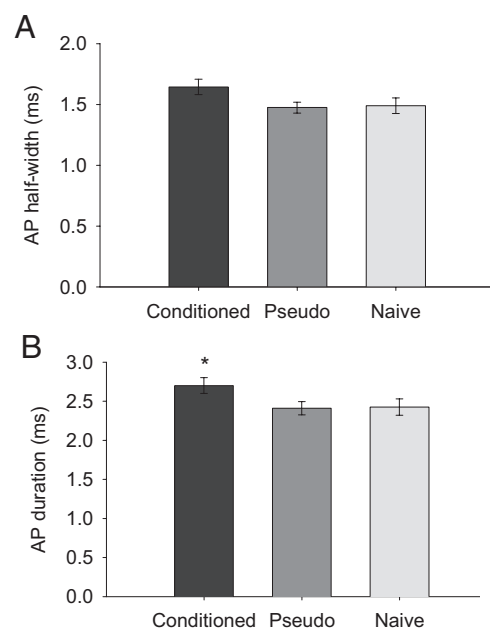 A
AP half-width (ms)
2.0
1.5
1.0
0.5
0.0
Conditioned Pseudo Naive
B
AP duration (ms)
*
3.0
2.5
2.0
1.5
1.0
0.5
0.0
Conditioned Pseudo Naive